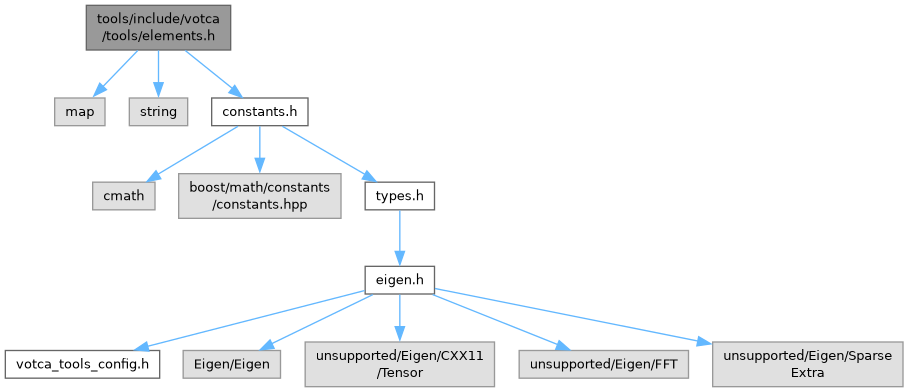 tools/include/votca
/tools/elements.h
map
string
constants.h
cmath
boost/math/constants
/constants.hpp
types.h
eigen.h
votca_tools_config.h
Eigen/Eigen
unsupported/Eigen/CXX11
/Tensor
unsupported/Eigen/FFT
unsupported/Eigen/Sparse
Extra